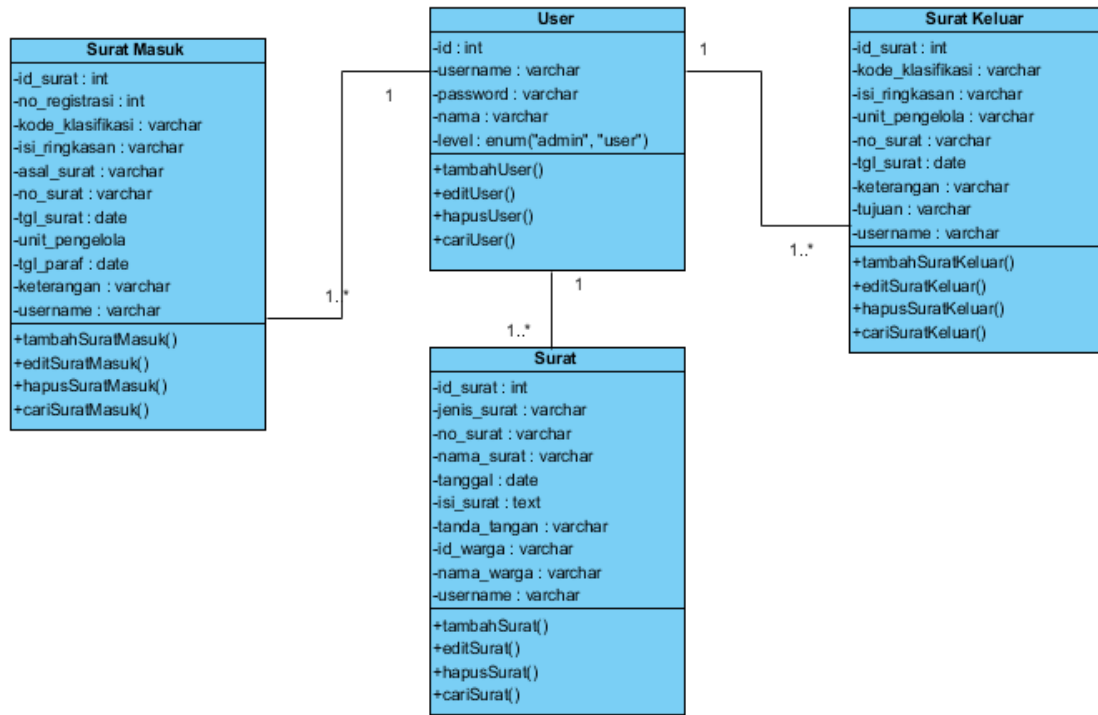 Surat Masuk
-id_surat : int
-no_registrasi : int
-kode_klasifikasi : varchar
-isi_ringkasan : varchar
-asal_surat : varchar
-no_surat : varchar
-tgl_surat : date
-unit_pengelola
-tgl_paraf : date
-keterangan : varchar
-username : varchar
+tambahSuratMasuk()
+editSuratMasuk()
+hapusSuratMasuk()
+cariSuratMasuk()
1
1..*
User
-id : int
-username : varchar
-password : varchar
-nama : varchar
-level : enum("admin", "user")
+tambahUser()
+editUser()
+hapusUser()
+cariUser()
1
1..*
Surat
-id_surat : int
-jenis_surat : varchar
-no_surat : varchar
-nama_surat : varchar
-tanggal : date
-isi_surat : text
-tanda_tangan : varchar
-id_warga : varchar
-nama_warga : varchar
-username : varchar
+tambahSurat()
+editSurat()
+hapusSurat()
+cariSurat()
1
1..*
Surat Keluar
-id_surat : int
-kode_klasifikasi : varchar
-isi_ringkasan : varchar
-unit_pengelola : varchar
-no_surat : varchar
-tgl_surat : date
-keterangan : varchar
-tujuan : varchar
-username : varchar
+tambahSuratKeluar()
+editSuratKeluar()
+hapusSuratKeluar()
+cariSuratKeluar()